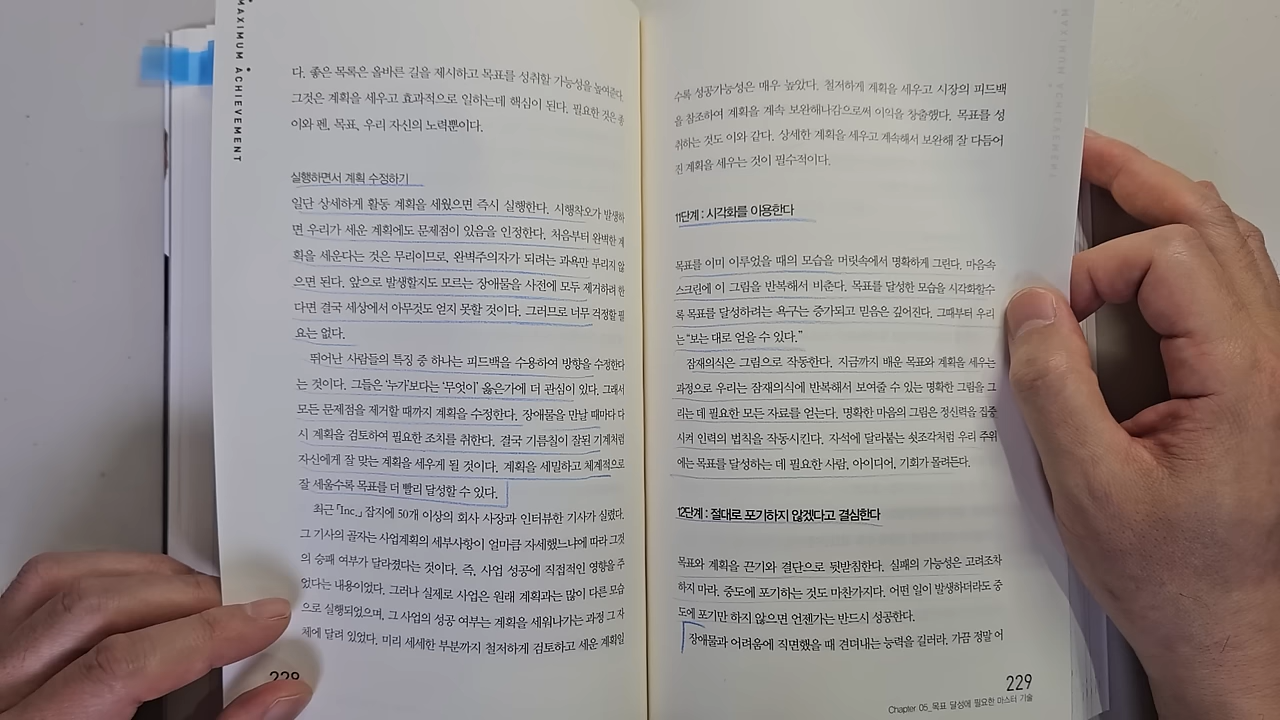 MAXIMUM ACHIEVEMENT
다. 좋은 목록은 올바른 길을 제시하고 목표를 성취할 가능성을 높여준다.
그것은 계획을 세우고 효과적으로 일하는데 핵심이 된다. 필요한 것은 종
이와 펜, 목표, 우리 자신의 노력뿐이다.
실행하면서 계획 수정하기
일단 상세하게 활동 계획을 세웠으면 즉시 실행한다. 시행착오가 발생하
면 우리가 세운 계획에도 문제점이 있음을 인정한다. 처음부터 완벽한 계
획을 세운다는 것은 무리이므로, 완벽주의자가 되려는 과욕만 부리지 않
으면 된다. 앞으로 발생할지도 모르는 장애물을 사전에 모두 제거하려 한
다면 결국 세상에서 아무것도 얻지 못할 것이다. 그러므로 너무 걱정할 필
요는 없다.
뛰어난 사람들의 특징 중 하나는 피드백을 수용하여 방향을 수정한다
는 것이다. 그들은 '누가'보다는 '무엇이' 옳은가에 더 관심이 있다. 그래서
모든 문제점을 제거할 때까지 계획을 수정한다. 장애물을 만날 때마다 다
시 계획을 검토하여 필요한 조치를 취한다. 결국 기름칠이 잘된 기계처럼
자신에게 잘 맞는 계획을 세우게 될 것이다. 계획을 세밀하고 체계적으로
잘 세울수록 목표를 더 빨리 달성할 수 있다.
최근 「Inc.」 잡지에 50개 이상의 회사 사장과 인터뷰한 기사가 실렸다.
그 기사의 골자는 사업계획의 세부사항이 얼마큼 자세했느냐에 따라 그것
의 승패 여부가 달라졌다는 것이다. 즉, 사업 성공에 직접적인 영향을 주
었다는 내용이었다. 그러나 실제로 사업은 원래 계획과는 많이 다른 모습
으로 실행되었으며, 그 사업의 성공 여부는 계획을 세워나가는 과정 그 자
체에 달려 있었다. 미리 세세한 부분까지 철저하게 검토하고 세운 계획일
228
수록 성공가능성은 매우 높았다. 철저하게 계획을 세우고 시장의 피드백
을 참조하여 계획을 계속 보완해나감으로써 이익을 창출했다. 목표를 성
취하는 것도 이와 같다. 상세한 계획을 세우고 계속해서 보완해 잘 다듬어
진 계획을 세우는 것이 필수적이다.
11단계 : 시각화를 이용한다
목표를 이미 이루었을 때의 모습을 머릿속에서 명확하게 그린다. 마음속
스크린에 이 그림을 반복해서 비춘다. 목표를 달성한 모습을 시각화할수
록 목표를 달성하려는 욕구는 증가되고 믿음은 깊어진다. 그때부터 우리
는 "보는 대로 얻을 수 있다."
잠재의식은 그림으로 작동한다. 지금까지 배운 목표와 계획을 세우는
과정으로 우리는 잠재의식에 반복해서 보여줄 수 있는 명확한 그림을 그
리는 데 필요한 모든 자료를 얻는다. 명확한 마음의 그림은 정신력을 집중
시켜 인력의 법칙을 작동시킨다. 자석에 달라붙는 쇳조각처럼 우리 주위
에는 목표를 달성하는 데 필요한 사람, 아이디어, 기회가 몰려든다.
12단계 : 절대로 포기하지 않겠다고 결심한다
목표와 계획을 끈기와 결단으로 뒷받침한다. 실패의 가능성은 고려조차
하지 마라. 중도에 포기하는 것도 마찬가지다. 어떤 일이 발생하더라도 중
도에 포기만 하지 않으면 언젠가는 반드시 성공한다.
장애물과 어려움에 직면했을 때 견뎌내는 능력을 길러라. 가끔 정말 어
229
Chapter 05_목표 달성에 필요한 마스터 기술
MAXIMUM ACHIEVEMENT